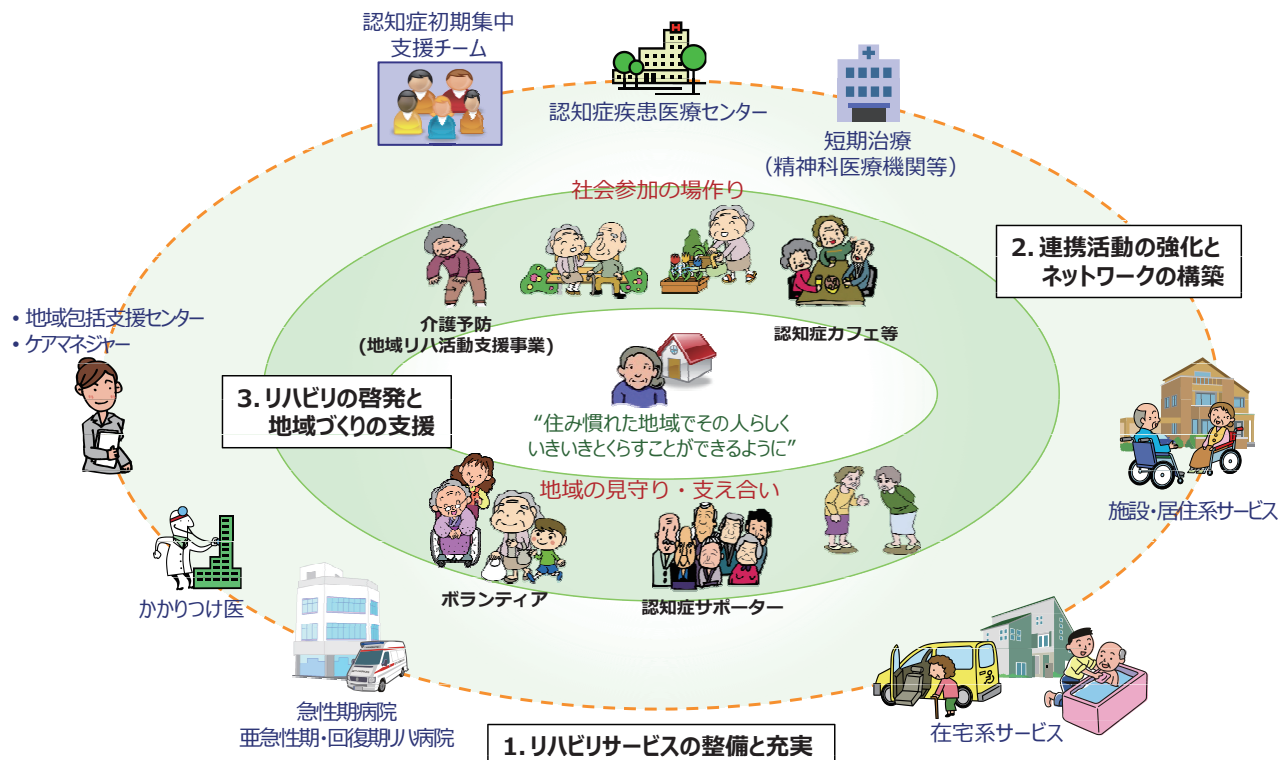 認知症初期集中
支援チーム
認知症疾患医療センター
短期治療
（精神科医療機関等）
社会参加の場作り
2. 連携活動の強化と
ネットワークの構築
介護予防
(地域リハ活動支援事業)
認知症カフェ等
• 地域包括支援センター
• ケアマネジャー
3. リハビリの啓発と
地域づくりの支援
“住み慣れた地域でその人らしく
いきいきとくらすことができるように”
地域の見守り・支え合い
施設・居住系サービス
かかりつけ医
ボランティア
認知症サポーター
急性期病院
亜急性期・回復期リハ病院
在宅系サービス
1. リハビリサービスの整備と充実